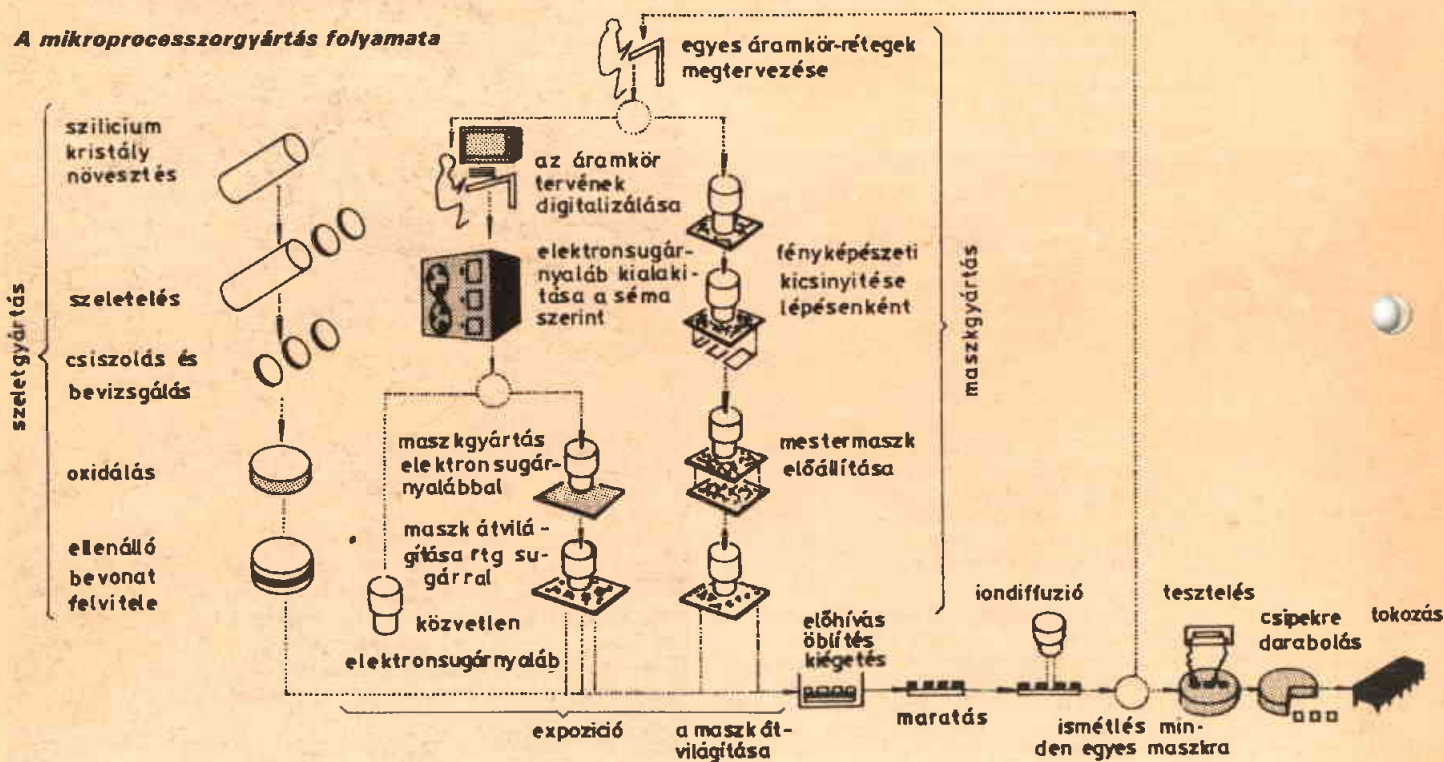 A mikroprocesszorgyártás folyamata
szeletgyártás
szilicium
kristály
növesztés
szeletelés
csiszolás és
bevizsgálás
oxidálás
ellenálló
bevonat
felvitele
egyes áramkör-rétegek
megtervezése
az áramkör
tervének
digitalizálása
elektronsugár-
nyaláb kialaki-
tása a séma
szerint
fényképészeti
kicsinyitése
lépésenként
maszkgyártás
maszkgyártás
elektronsugár-
nyalábbal
mestermaszk
előállítása
maszk átvilá-
gítása rtg su-
gárral
közvetlen
elektronsugárnyaláb
expozició
a maszk át-
világítása
előhívás
öblítés
kiégetés
maratás
iondiffuzió
ismétlés min-
den egyes maszkra
tesztelés
csipekre
darabolás
tokozás